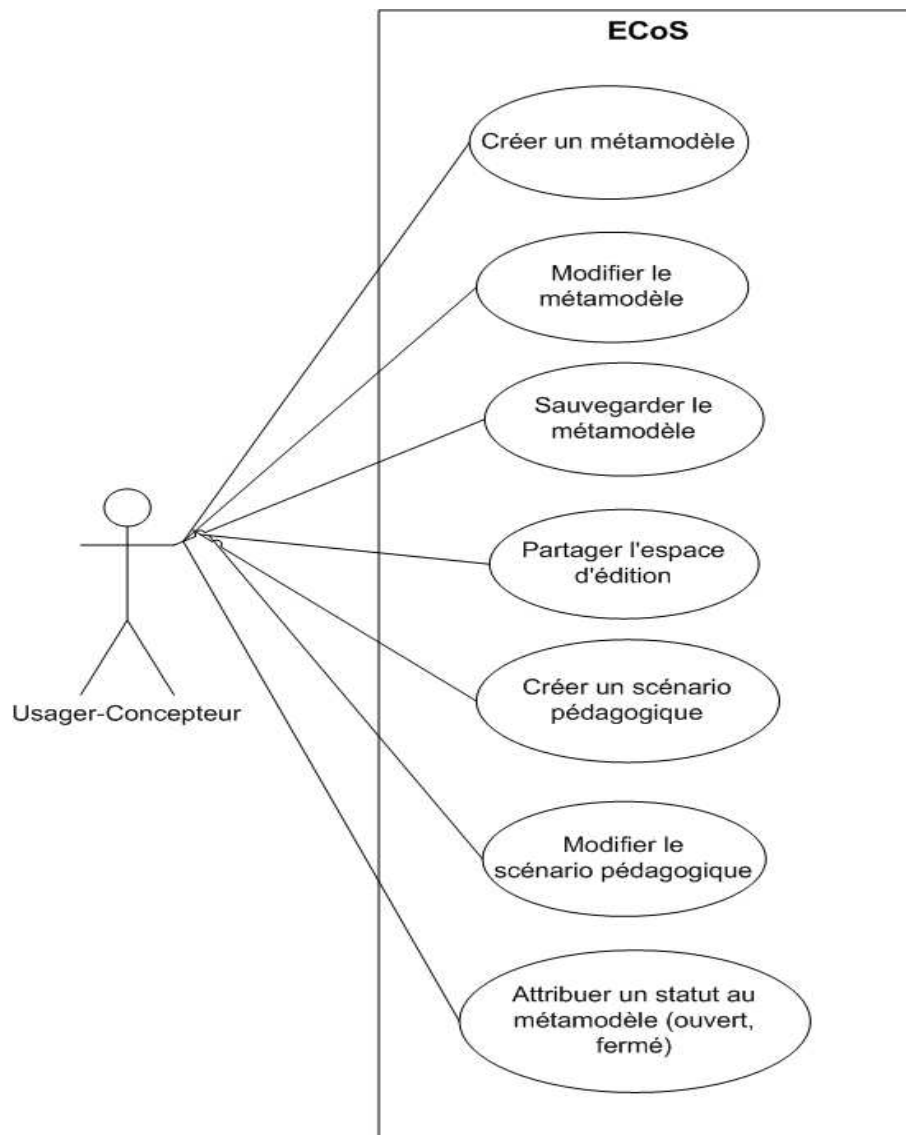 ECoS
Créer un métamodèle
Modifier le
métamodèle
Sauvegarder le
métamodèle
Partager l'espace
d'édition
Usager-Concepteur
Créer un scénario
pédagogique
Modifier le
scénario pédagogique
Attribuer un statut au
métamodèle (ouvert,
fermé)